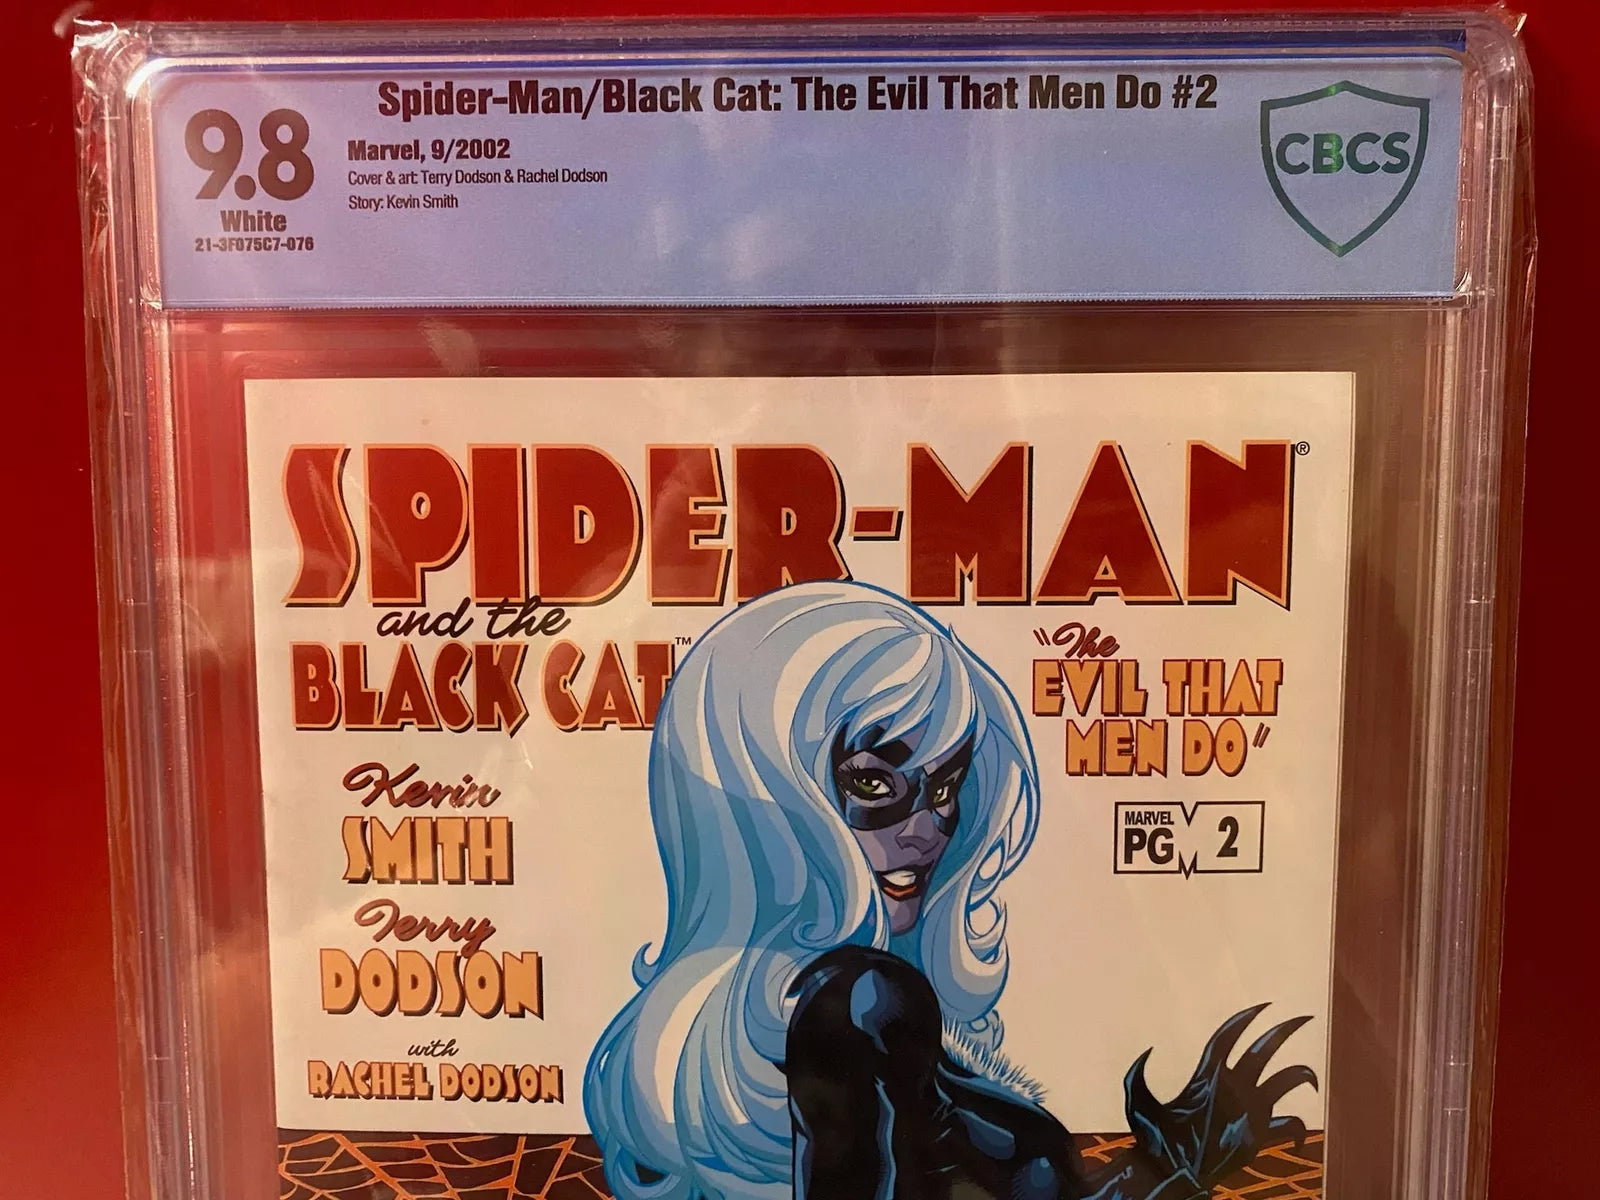 Spider-Man/Black Cat: The Evil That Men Do #2
9.8
White
21-3F075C7-076
Marvel, 9/2002
Cover & art: Terry Dodson & Rachel Dodson
Story: Kevin Smith
CBCS
SPIDER-MAN®
and the
BLACK CAT™
"The
EVIL THAT
MEN DO"
Kevin
SMITH
Terry
DODSON
with
RACHEL DODSON
MARVEL
PG 2